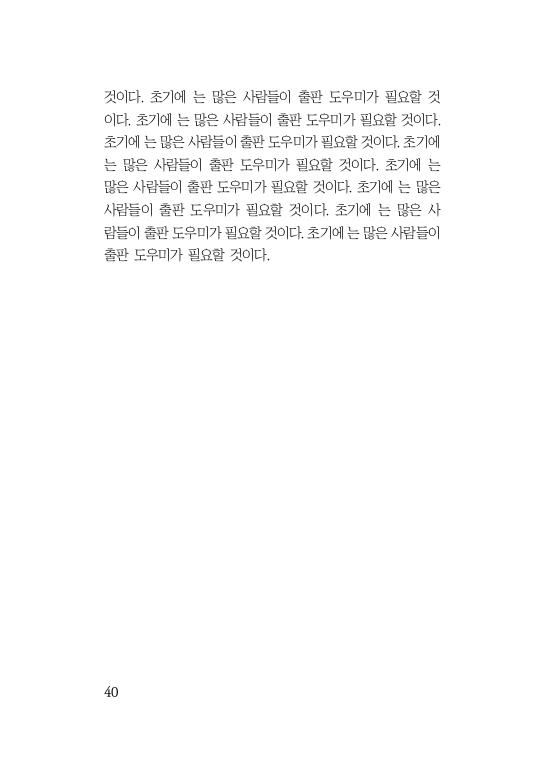 것이다. 초기에 는 많은 사람들이 출판 도우미가 필요할 것
이다. 초기에 는 많은 사람들이 출판 도우미가 필요할 것이다.
초기에 는 많은 사람들이 출판 도우미가 필요할 것이다. 초기에
는 많은 사람들이 출판 도우미가 필요할 것이다. 초기에 는
많은 사람들이 출판 도우미가 필요할 것이다. 초기에 는 많은
사람들이 출판 도우미가 필요할 것이다. 초기에 는 많은 사
람들이 출판 도우미가 필요할 것이다. 초기에 는 많은 사람들이
출판 도우미가 필요할 것이다.
40